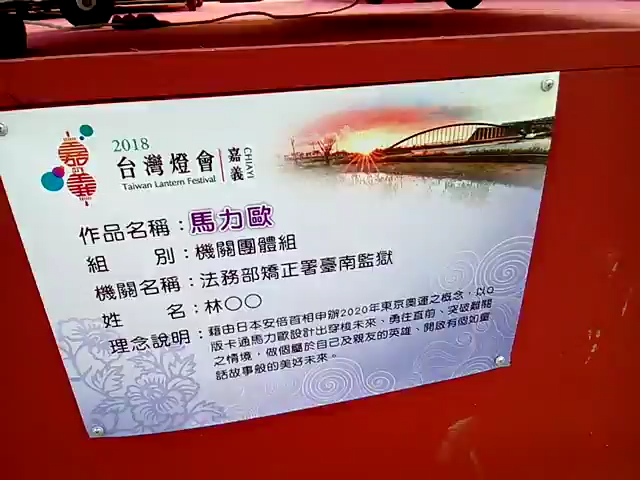 嘉義
2018
台灣燈會
Taiwan Lantern Festival
嘉義
CHIAYI
作品名稱：馬力歐
組 別：機關團體組
機關名稱：法務部矯正署臺南監獄
姓 名：林○○
理念說明：藉由日本安倍首相申辦2020年東京奧運之概念，以Q
版卡通馬力歐設計出穿梭未來、勇往直前、突破難關
之情境，做個屬於自己及親友的英雄、開啟有個如童
話故事般的美好未來。